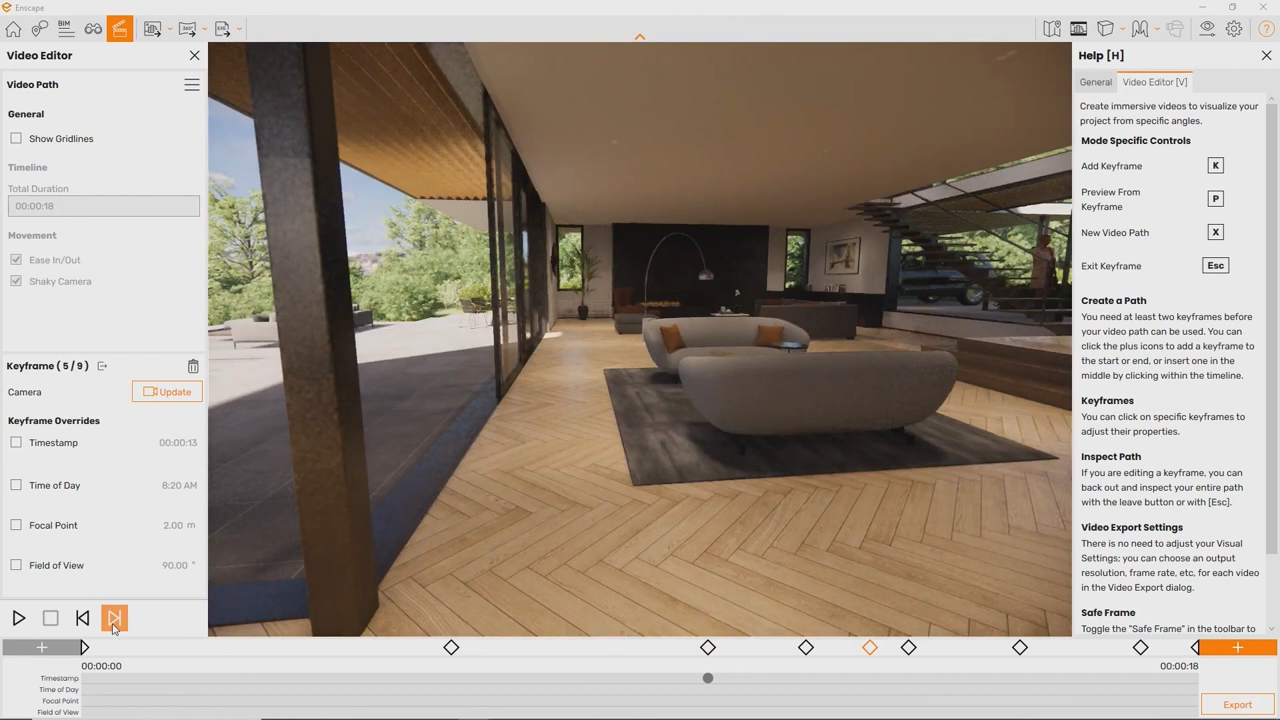 Enscape
BIM
360°
EXE
?
Video Editor
Video Path
General
Show Gridlines
Timeline
Total Duration
00:00:18
Movement
Ease In/Out
Shaky Camera
Keyframe ( 5 / 9 )
Camera
Update
Keyframe Overrides
Timestamp 00:00:13
Time of Day 8:20 AM
Focal Point 2.00 m
Field of View 90.00 °
Help [H]
General Video Editor [V]
Create immersive videos to visualize your
project from specific angles.
Mode Specific Controls
Add Keyframe K
Preview From
Keyframe P
New Video Path X
Exit Keyframe Esc
Create a Path
You need at least two keyframes before
your video path can be used. You can
click the plus icons to add a keyframe to
the start or end, or insert one in the
middle by clicking within the timeline.
Keyframes
You can click on specific keyframes to
adjust their properties.
Inspect Path
If you are editing a keyframe, you can
back out and inspect your entire path
with the leave button or with [Esc].
Video Export Settings
There is no need to adjust your Visual
Settings; you can choose an output
resolution, frame rate, etc, for each video
in the Video Export dialog.
Safe Frame
Toggle the "Safe Frame" in the toolbar to
00:00:00
00:00:18
Timestamp
Time of Day
Focal Point
Field of View
Export